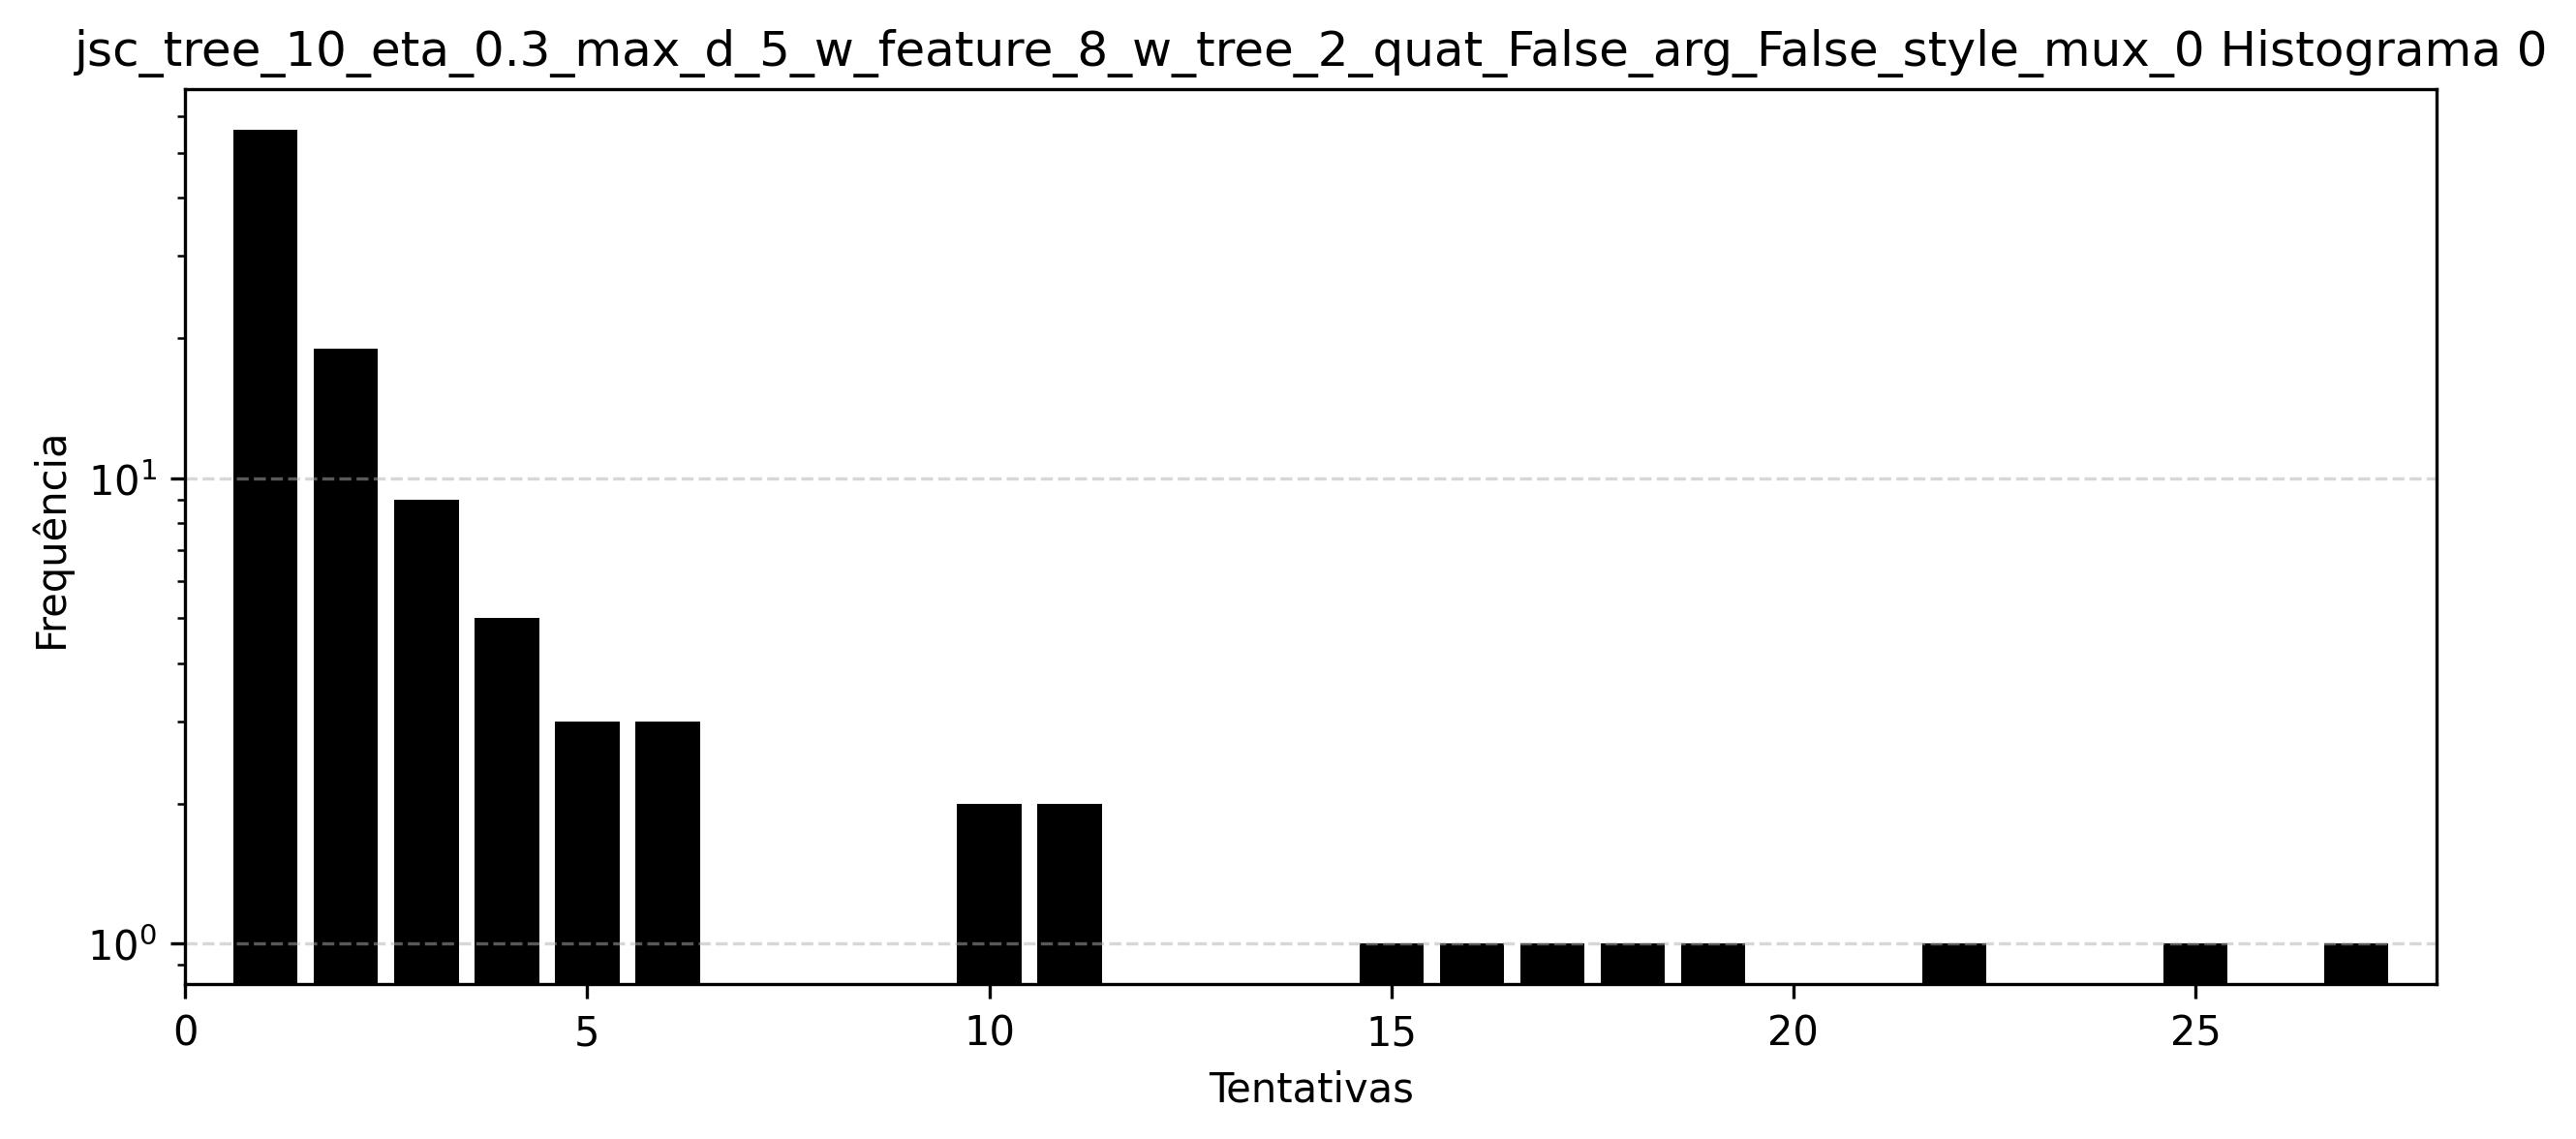 jsc_tree_10_eta_0.3_max_d_5_w_feature_8_w_tree_2_quat_False_arg_False_style_mux_0 Histograma 0
Frequência
10¹
10⁰
0 5 10 15 20 25
Tentativas